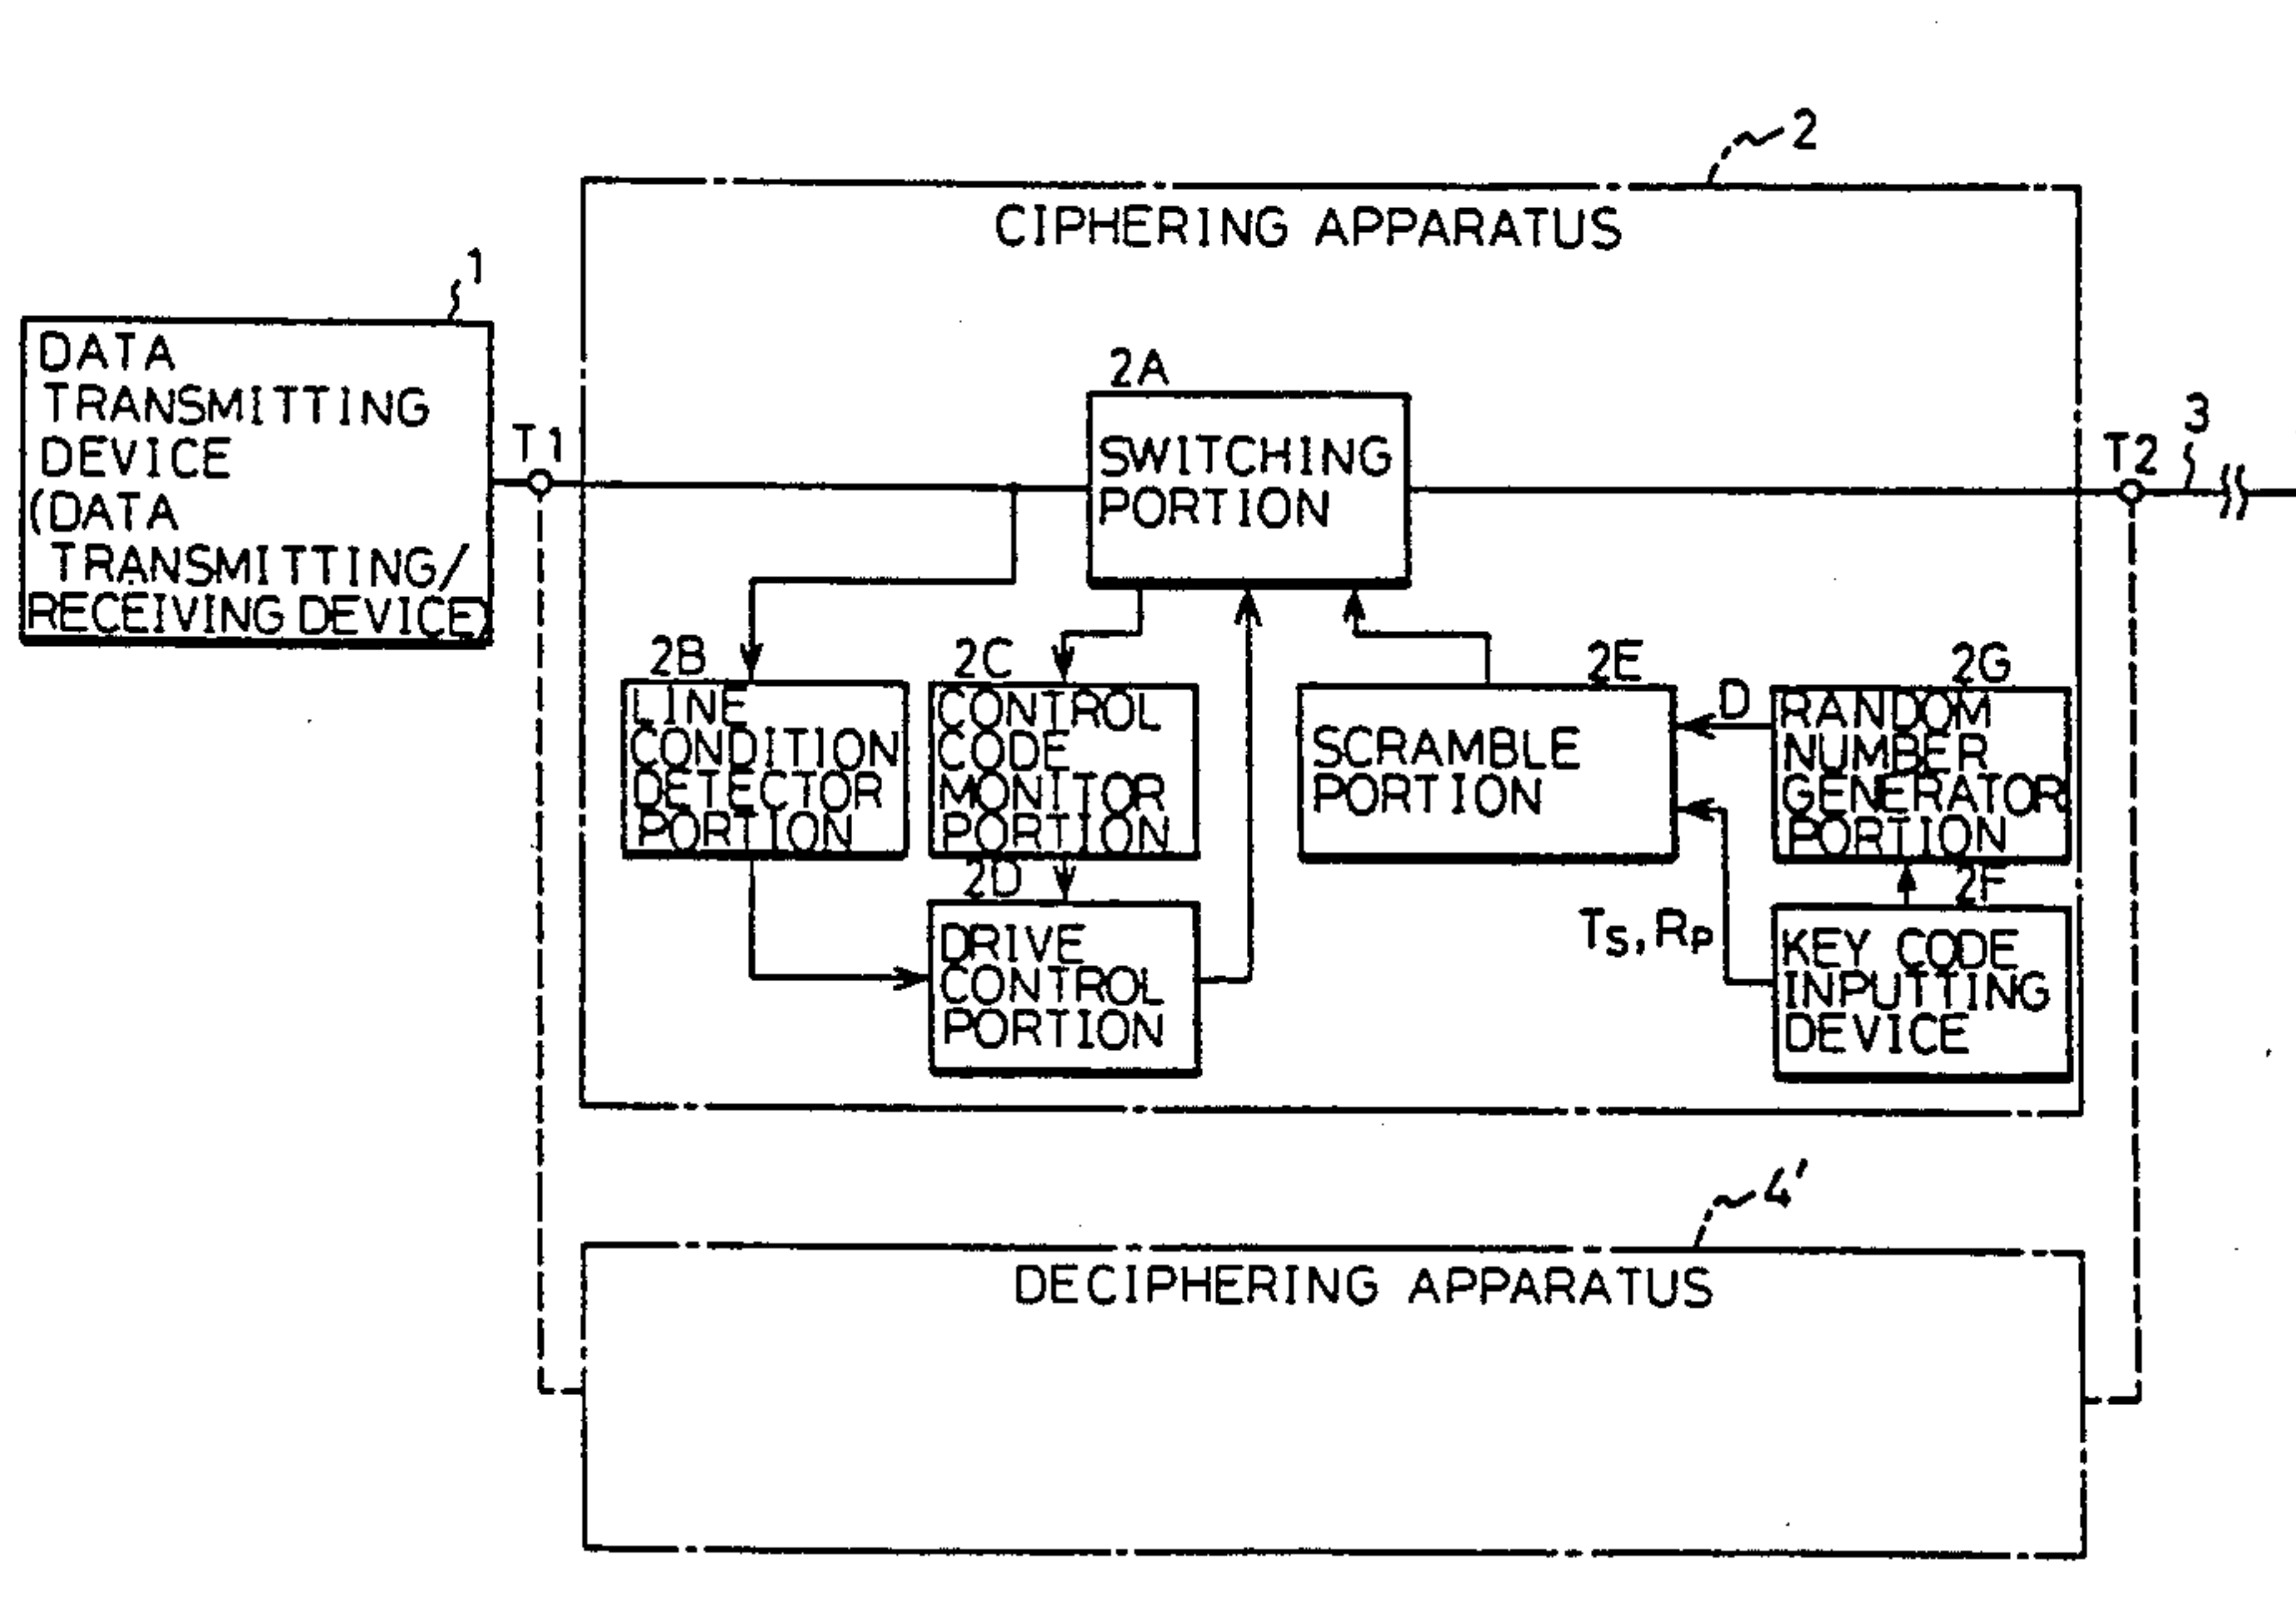 2
CIPHERING APPARATUS
1
DATA
TRANSMITTING
DEVICE
(DATA
TRANSMITTING/
RECEIVING DEVICE)
T1
2A
SWITCHING
PORTION
T2
3
2B
LINE
CONDITION
DETECTOR
PORTION
2C
CONTROL
CODE
MONITOR
PORTION
2D
DRIVE
CONTROL
PORTION
2E
SCRAMBLE
PORTION
D
Ts, Rp
2G
RANDOM
NUMBER
GENERATOR
PORTION
2F
KEY CODE
INPUTTING
DEVICE
4'
DECIPHERING APPARATUS